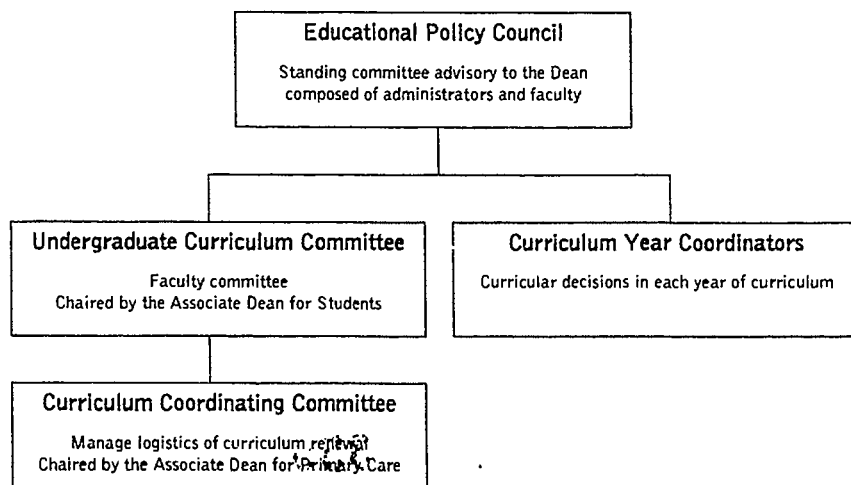 Educational Policy Council
Standing committee advisory to the Dean
composed of administrators and faculty
Undergraduate Curriculum Committee
Faculty committee
Chaired by the Associate Dean for Students
Curriculum Year Coordinators
Curricular decisions in each year of curriculum
Curriculum Coordinating Committee
Manage logistics of curriculum renewal
Chaired by the Associate Dean for Primary Care